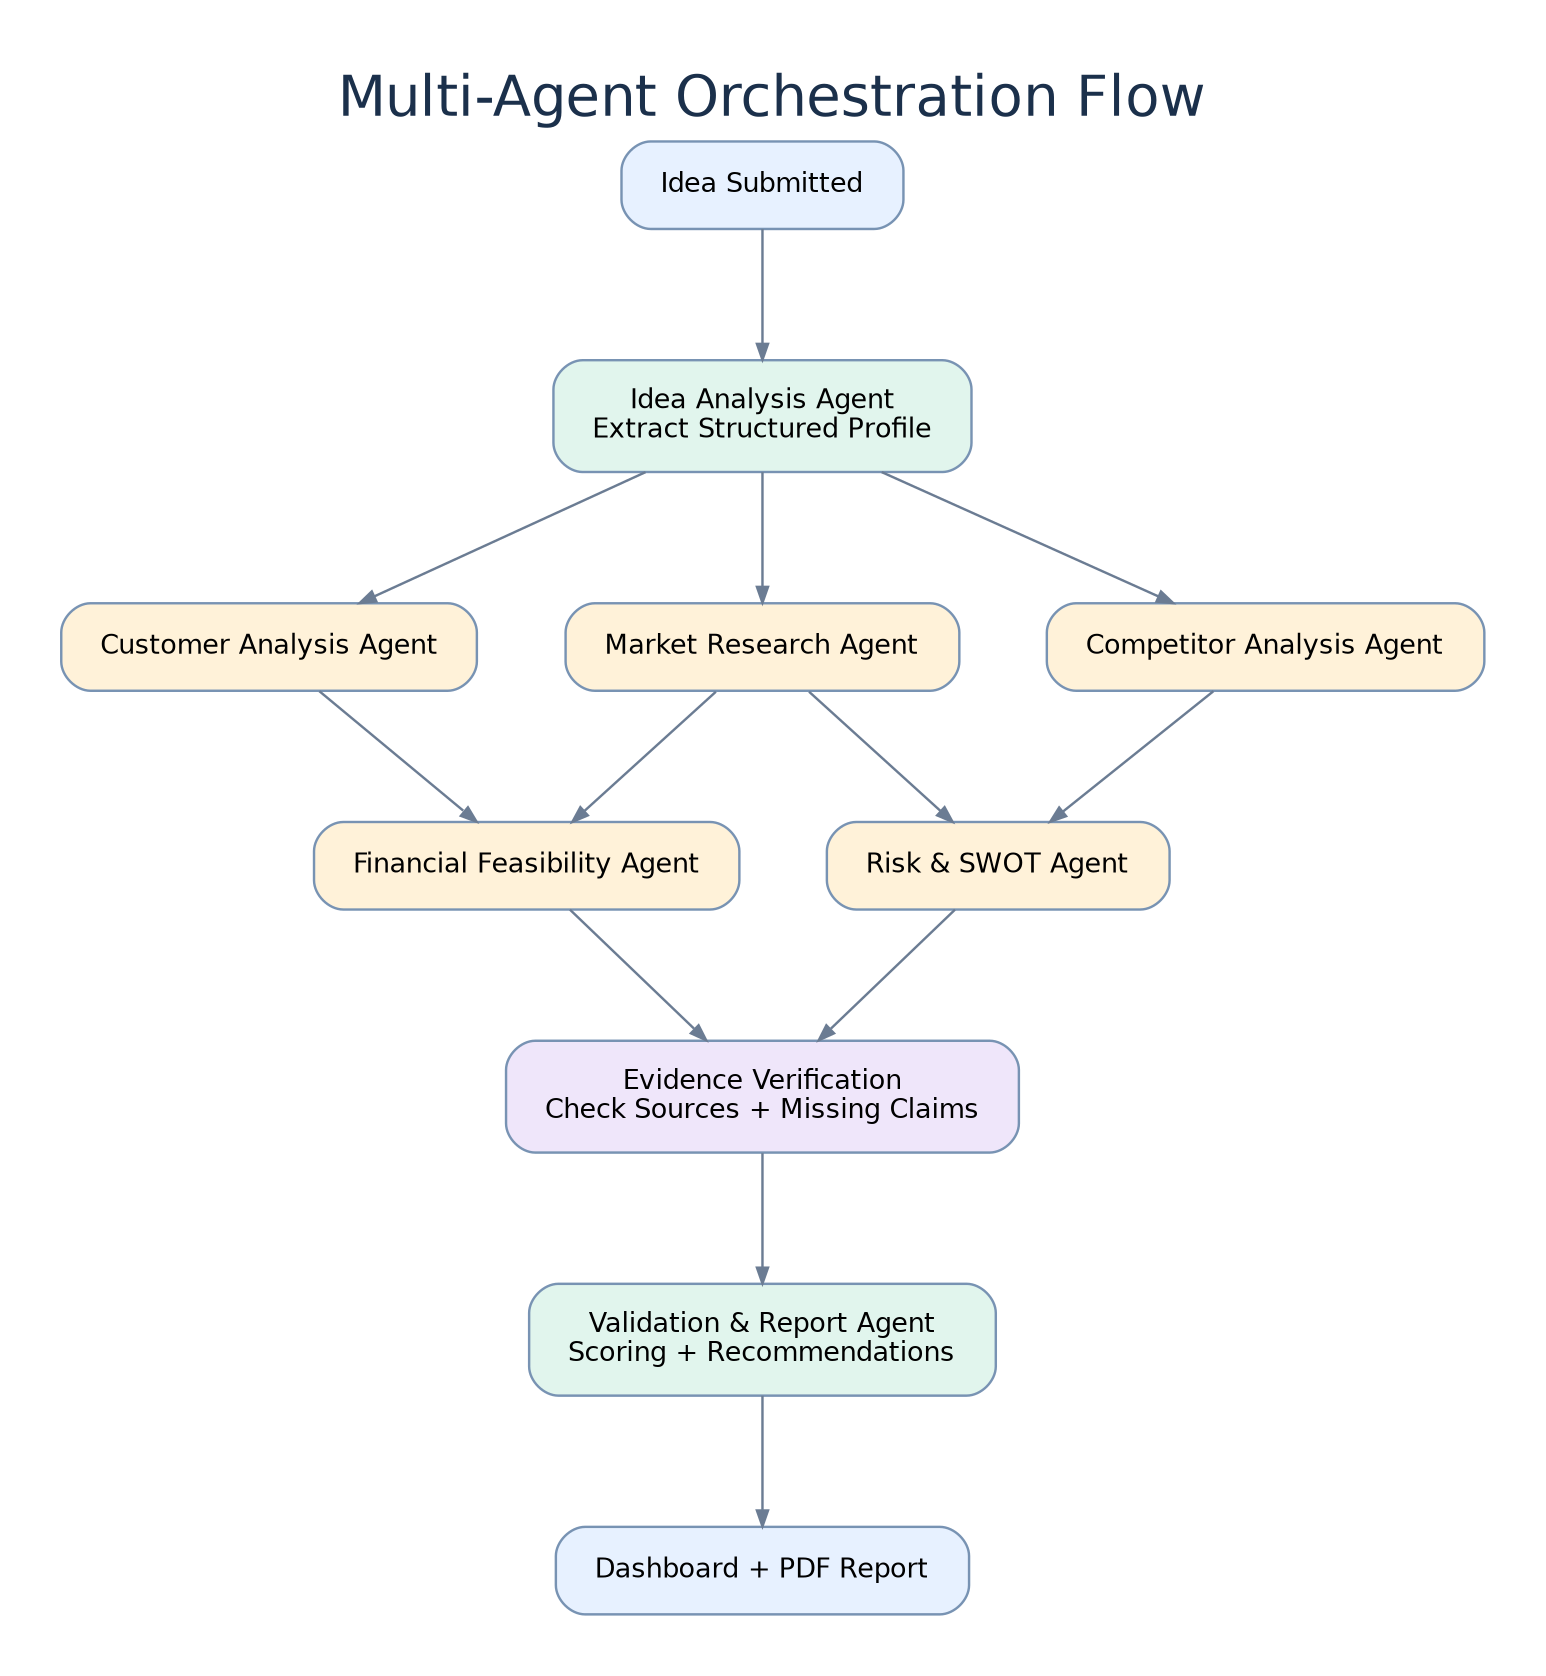 Multi-Agent Orchestration Flow
Idea Submitted
Idea Analysis Agent
Extract Structured Profile
Customer Analysis Agent
Market Research Agent
Competitor Analysis Agent
Financial Feasibility Agent
Risk & SWOT Agent
Evidence Verification
Check Sources + Missing Claims
Validation & Report Agent
Scoring + Recommendations
Dashboard + PDF Report